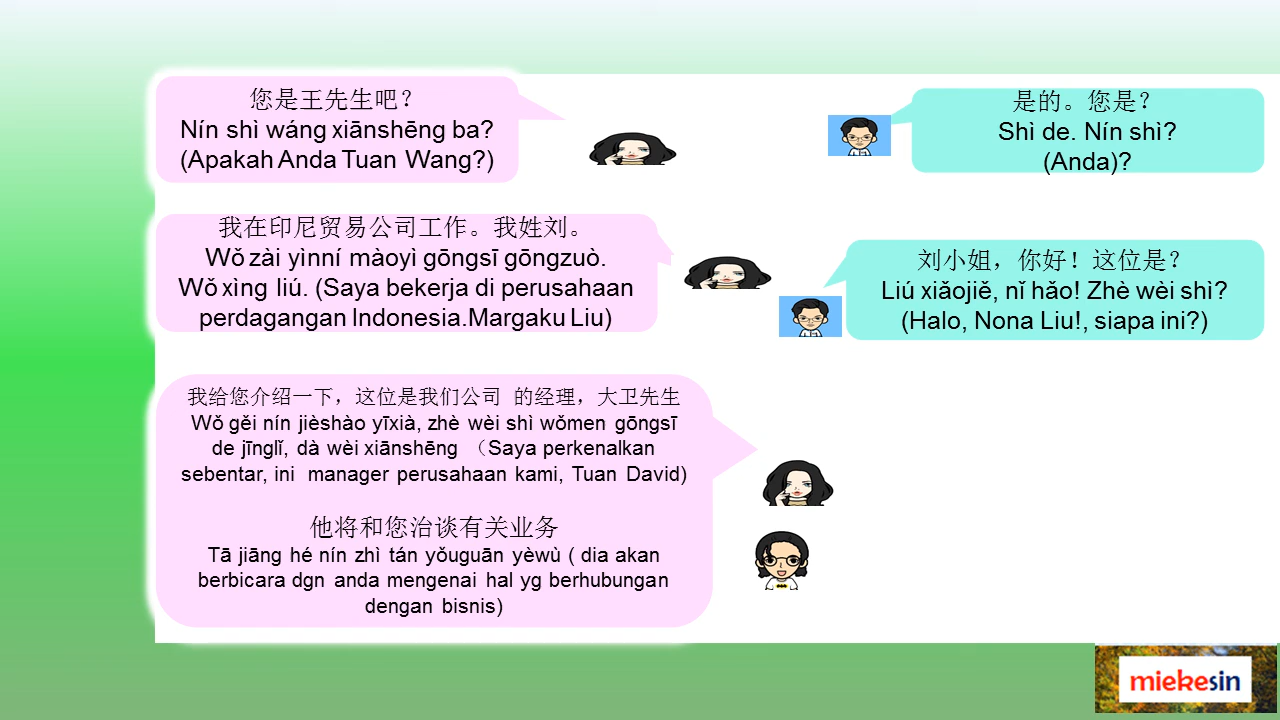 您是王先生吧？
Nín shì wáng xiānshēng ba?
(Apakah Anda Tuan Wang?)
是的。您是？
Shì de. Nín shì?
(Anda)?
我在印尼贸易公司工作。我姓刘。
Wǒ zài yìnní màoyì gōngsī gōngzuò.
Wǒ xìng liú. (Saya bekerja di perusahaan
perdagangan Indonesia.Margaku Liu)
刘小姐，你好！这位是？
Liú xiǎojiě, nǐ hǎo! Zhè wèi shì?
(Halo, Nona Liu!, siapa ini?)
我给您介绍一下，这位是我们公司 的经理，大卫先生
Wǒ gěi nín jièshào yīxià, zhè wèi shì wǒmen gōngsī
de jīnglǐ, dà wèi xiānshēng （Saya perkenalkan
sebentar, ini manager perusahaan kami, Tuan David)
他将和您治谈有关业务
Tā jiāng hé nín zhì tán yǒuguān yèwù ( dia akan
berbicara dgn anda mengenai hal yg berhubungan
dengan bisnis)
miekesin